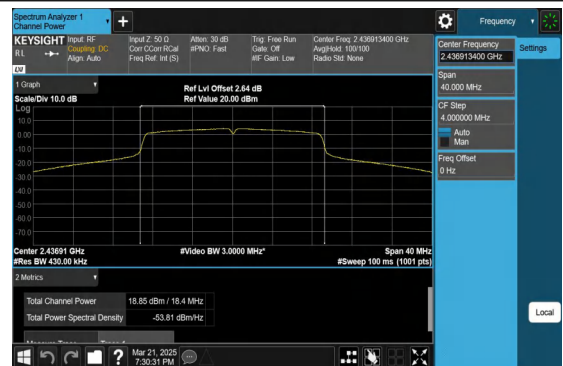 Spectrum Analyzer 1
Channel Power
+
Frequency
KEYSIGHT
RL
Input: RF
Coupling: DC
Align: Auto
Input Z: 50 Ω
Corr CCorr RCal
Freq Ref: Int (S)
Atten: 30 dB
#PNO: Fast
Trig: Free Run
Gate: Off
#IF Gain: Low
Center Freq: 2.436913400 GHz
Avg|Hold: 100/100
Radio Std: None
LW
Center Frequency
2.436913400 GHz
Settings
Span
40.000 MHz
CF Step
4.000000 MHz
Auto
Man
Freq Offset
0 Hz
Local
1 Graph
Scale/Div 10.0 dB
Ref Lvl Offset 2.64 dB
Ref Value 20.00 dBm
Log
10.0
0.00
-10.0
-20.0
-30.0
-40.0
-50.0
-60.0
-70.0
Center 2.43691 GHz
#Video BW 3.0000 MHz*
Span 40 MHz
#Res BW 430.00 kHz
#Sweep 100 ms (1001 pts)
2 Metrics
Total Channel Power 18.85 dBm / 18.4 MHz
Total Power Spectral Density -53.81 dBm/Hz
?
Mar 21, 2025
7:30:31 PM